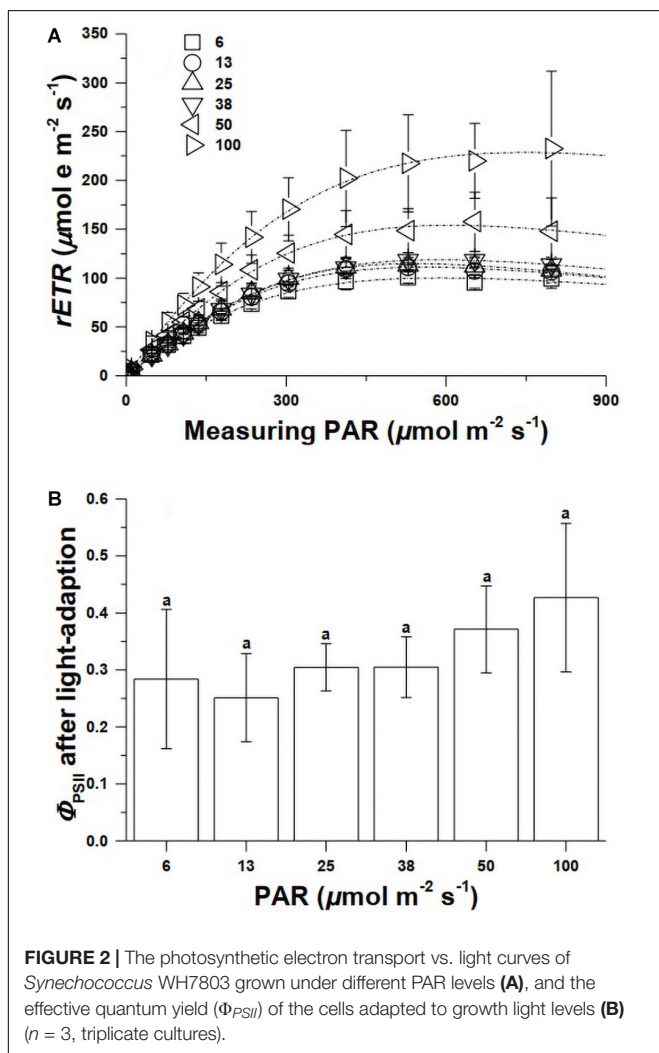 A
350
300
250
200
150
100
50
0
rETR (µmol e m⁻² s⁻¹)
6
13
25
38
50
100
0 300 600 900
Measuring PAR (µmol m⁻² s⁻¹)
B
0.6
0.5
0.4
0.3
0.2
0.1
0.0
Φ_PSII after light-adaption
a a a a a a
6 13 25 38 50 100
PAR (µmol m⁻² s⁻¹)
FIGURE 2 | The photosynthetic electron transport vs. light curves of
Synechococcus WH7803 grown under different PAR levels (A), and the
effective quantum yield (Φ_PSII) of the cells adapted to growth light levels (B)
(n = 3, triplicate cultures).